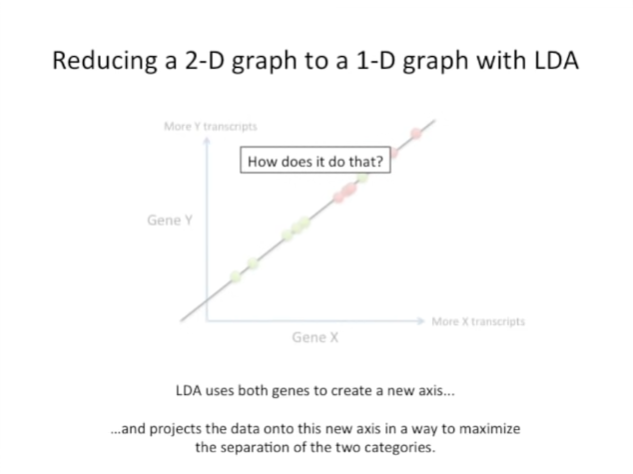 Reducing a 2-D graph to a 1-D graph with LDA
More Y transcripts
How does it do that?
Gene Y
More X transcripts
Gene X
LDA uses both genes to create a new axis...
...and projects the data onto this new axis in a way to maximize
the separation of the two categories.